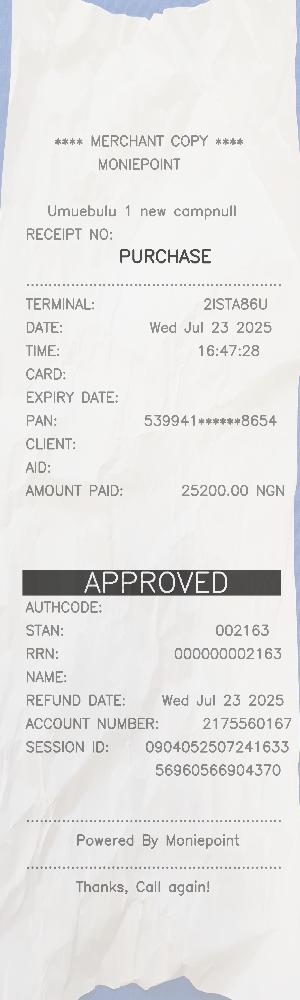 **** MERCHANT COPY ****
MONIEPOINT
Umuebulu 1 new campnull
RECEIPT NO:
PURCHASE
TERMINAL: 2ISTA86U
DATE: Wed Jul 23 2025
TIME: 16:47:28
CARD:
EXPIRY DATE:
PAN: 539941******8654
CLIENT:
AID:
AMOUNT PAID: 25200.00 NGN
APPROVED
AUTHCODE:
STAN: 002163
RRN: 000000002163
NAME:
REFUND DATE: Wed Jul 23 2025
ACCOUNT NUMBER: 2175560167
SESSION ID: 0904052507241633
56960566904370
Powered By Moniepoint
Thanks, Call again!